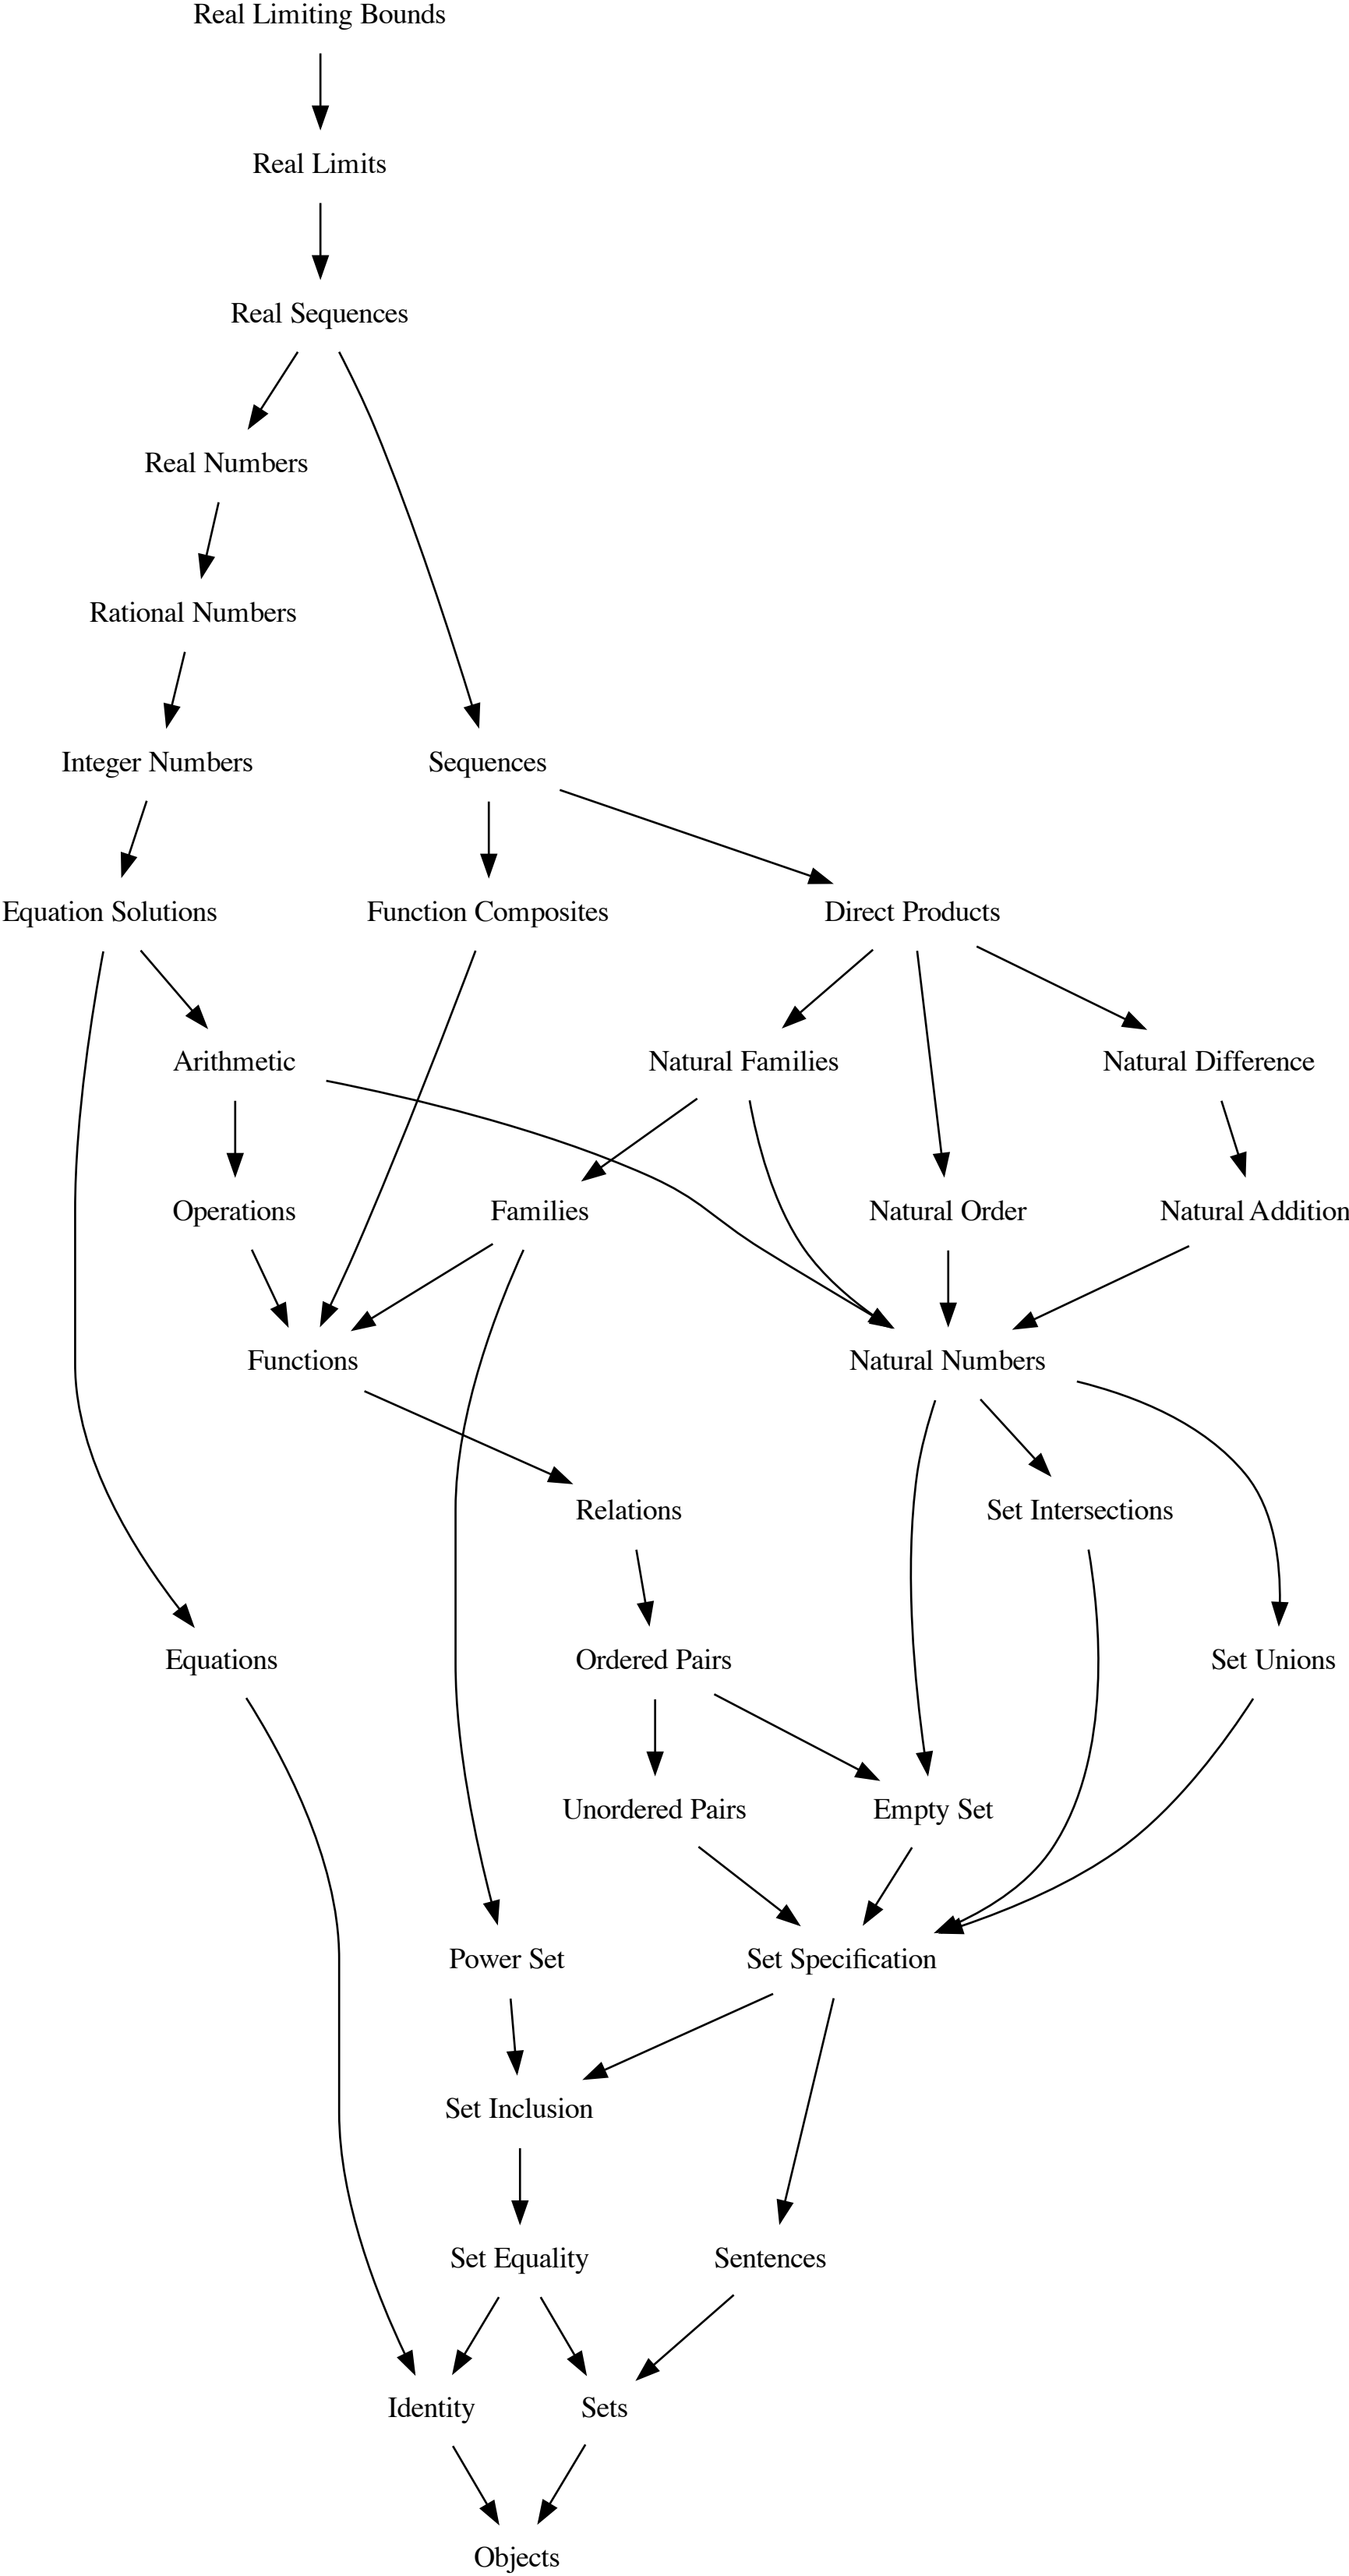 Real Limiting Bounds
Real Limits
Real Sequences
Real Numbers
Rational Numbers
Integer Numbers
Sequences
Equation Solutions
Function Composites
Direct Products
Arithmetic
Natural Families
Natural Difference
Operations
Families
Natural Order
Natural Addition
Functions
Natural Numbers
Relations
Set Intersections
Equations
Ordered Pairs
Set Unions
Unordered Pairs
Empty Set
Power Set
Set Specification
Set Inclusion
Set Equality
Sentences
Identity
Sets
Objects